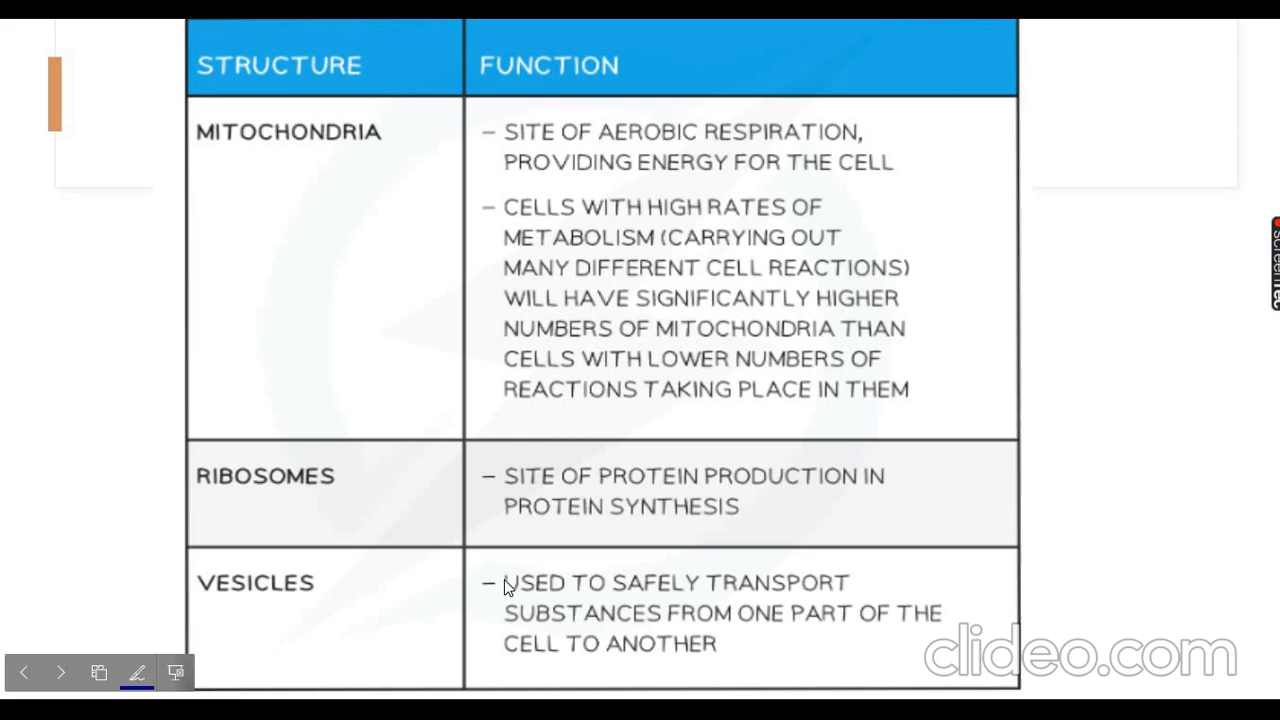 STRUCTURE
FUNCTION
MITOCHONDRIA
– SITE OF AEROBIC RESPIRATION,
PROVIDING ENERGY FOR THE CELL
– CELLS WITH HIGH RATES OF
METABOLISM (CARRYING OUT
MANY DIFFERENT CELL REACTIONS)
WILL HAVE SIGNIFICANTLY HIGHER
NUMBERS OF MITOCHONDRIA THAN
CELLS WITH LOWER NUMBERS OF
REACTIONS TAKING PLACE IN THEM
RIBOSOMES
– SITE OF PROTEIN PRODUCTION IN
PROTEIN SYNTHESIS
VESICLES
– USED TO SAFELY TRANSPORT
SUBSTANCES FROM ONE PART OF THE
CELL TO ANOTHER
clideo.com